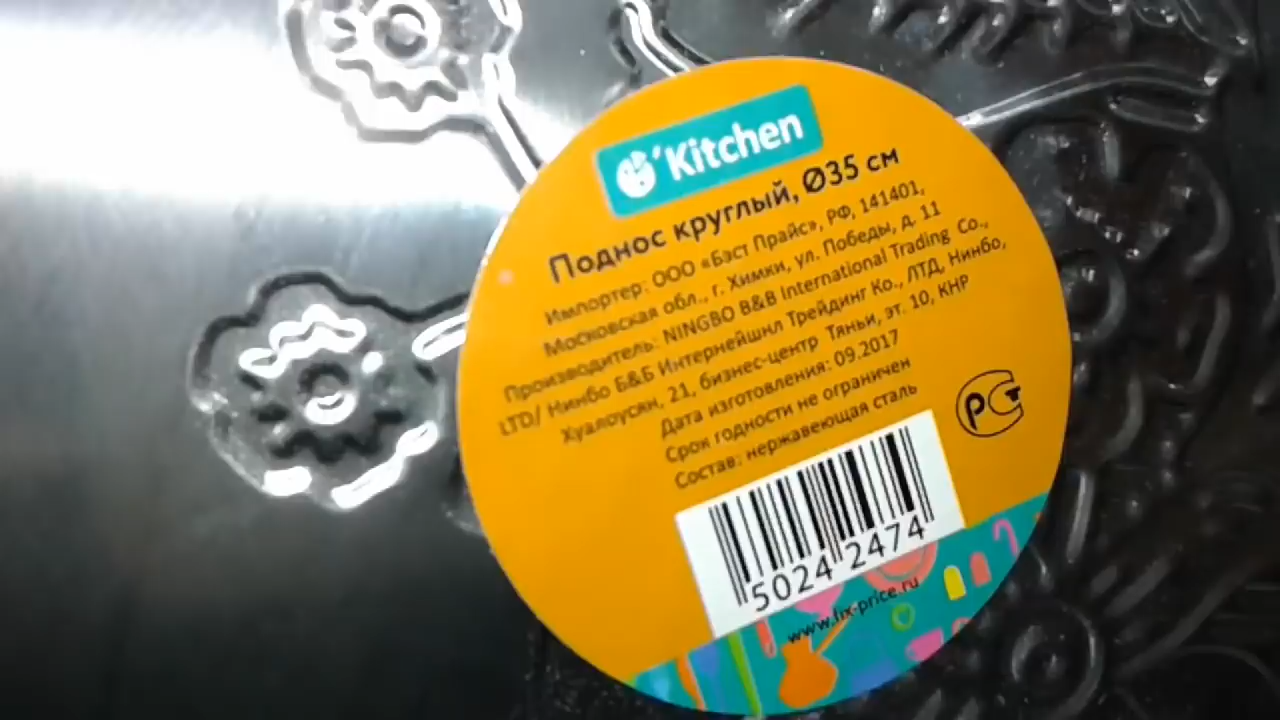 'Kitchen
Поднос круглый, Ø35 см
Импортер: ООО «Бэст Прайс», РФ, 141401,
Московская обл., г. Химки, ул. Победы, д. 11
Производитель: NINGBO B&B International Trading Co.,
LTD/ Нинбо Б&Б Интернейшнл Трейдинг Ко., ЛТД, Нинбо,
Хуалоусян, 21, бизнес-центр Тяньи, эт. 10, КНР
Дата изготовления: 09.2017
Срок годности не ограничен
Состав: нержавеющая сталь
РСТ
5024 2474
www.fix-price.ru